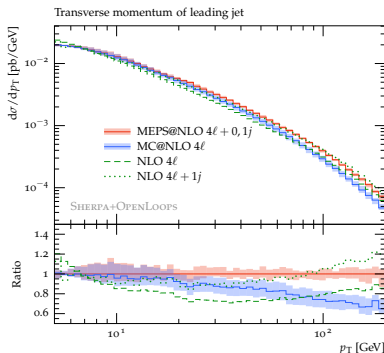 Transverse momentum of leading jet
dσ/dpT [pb/GeV]
10−2
10−3
10−4
MEPS@NLO 4ℓ + 0, 1j
MC@NLO 4ℓ
NLO 4ℓ
NLO 4ℓ + 1j
SHERPA+OPENLOOPS
Ratio
1.4
1.2
1
0.8
0.6
10 1
10 2
pT [GeV]